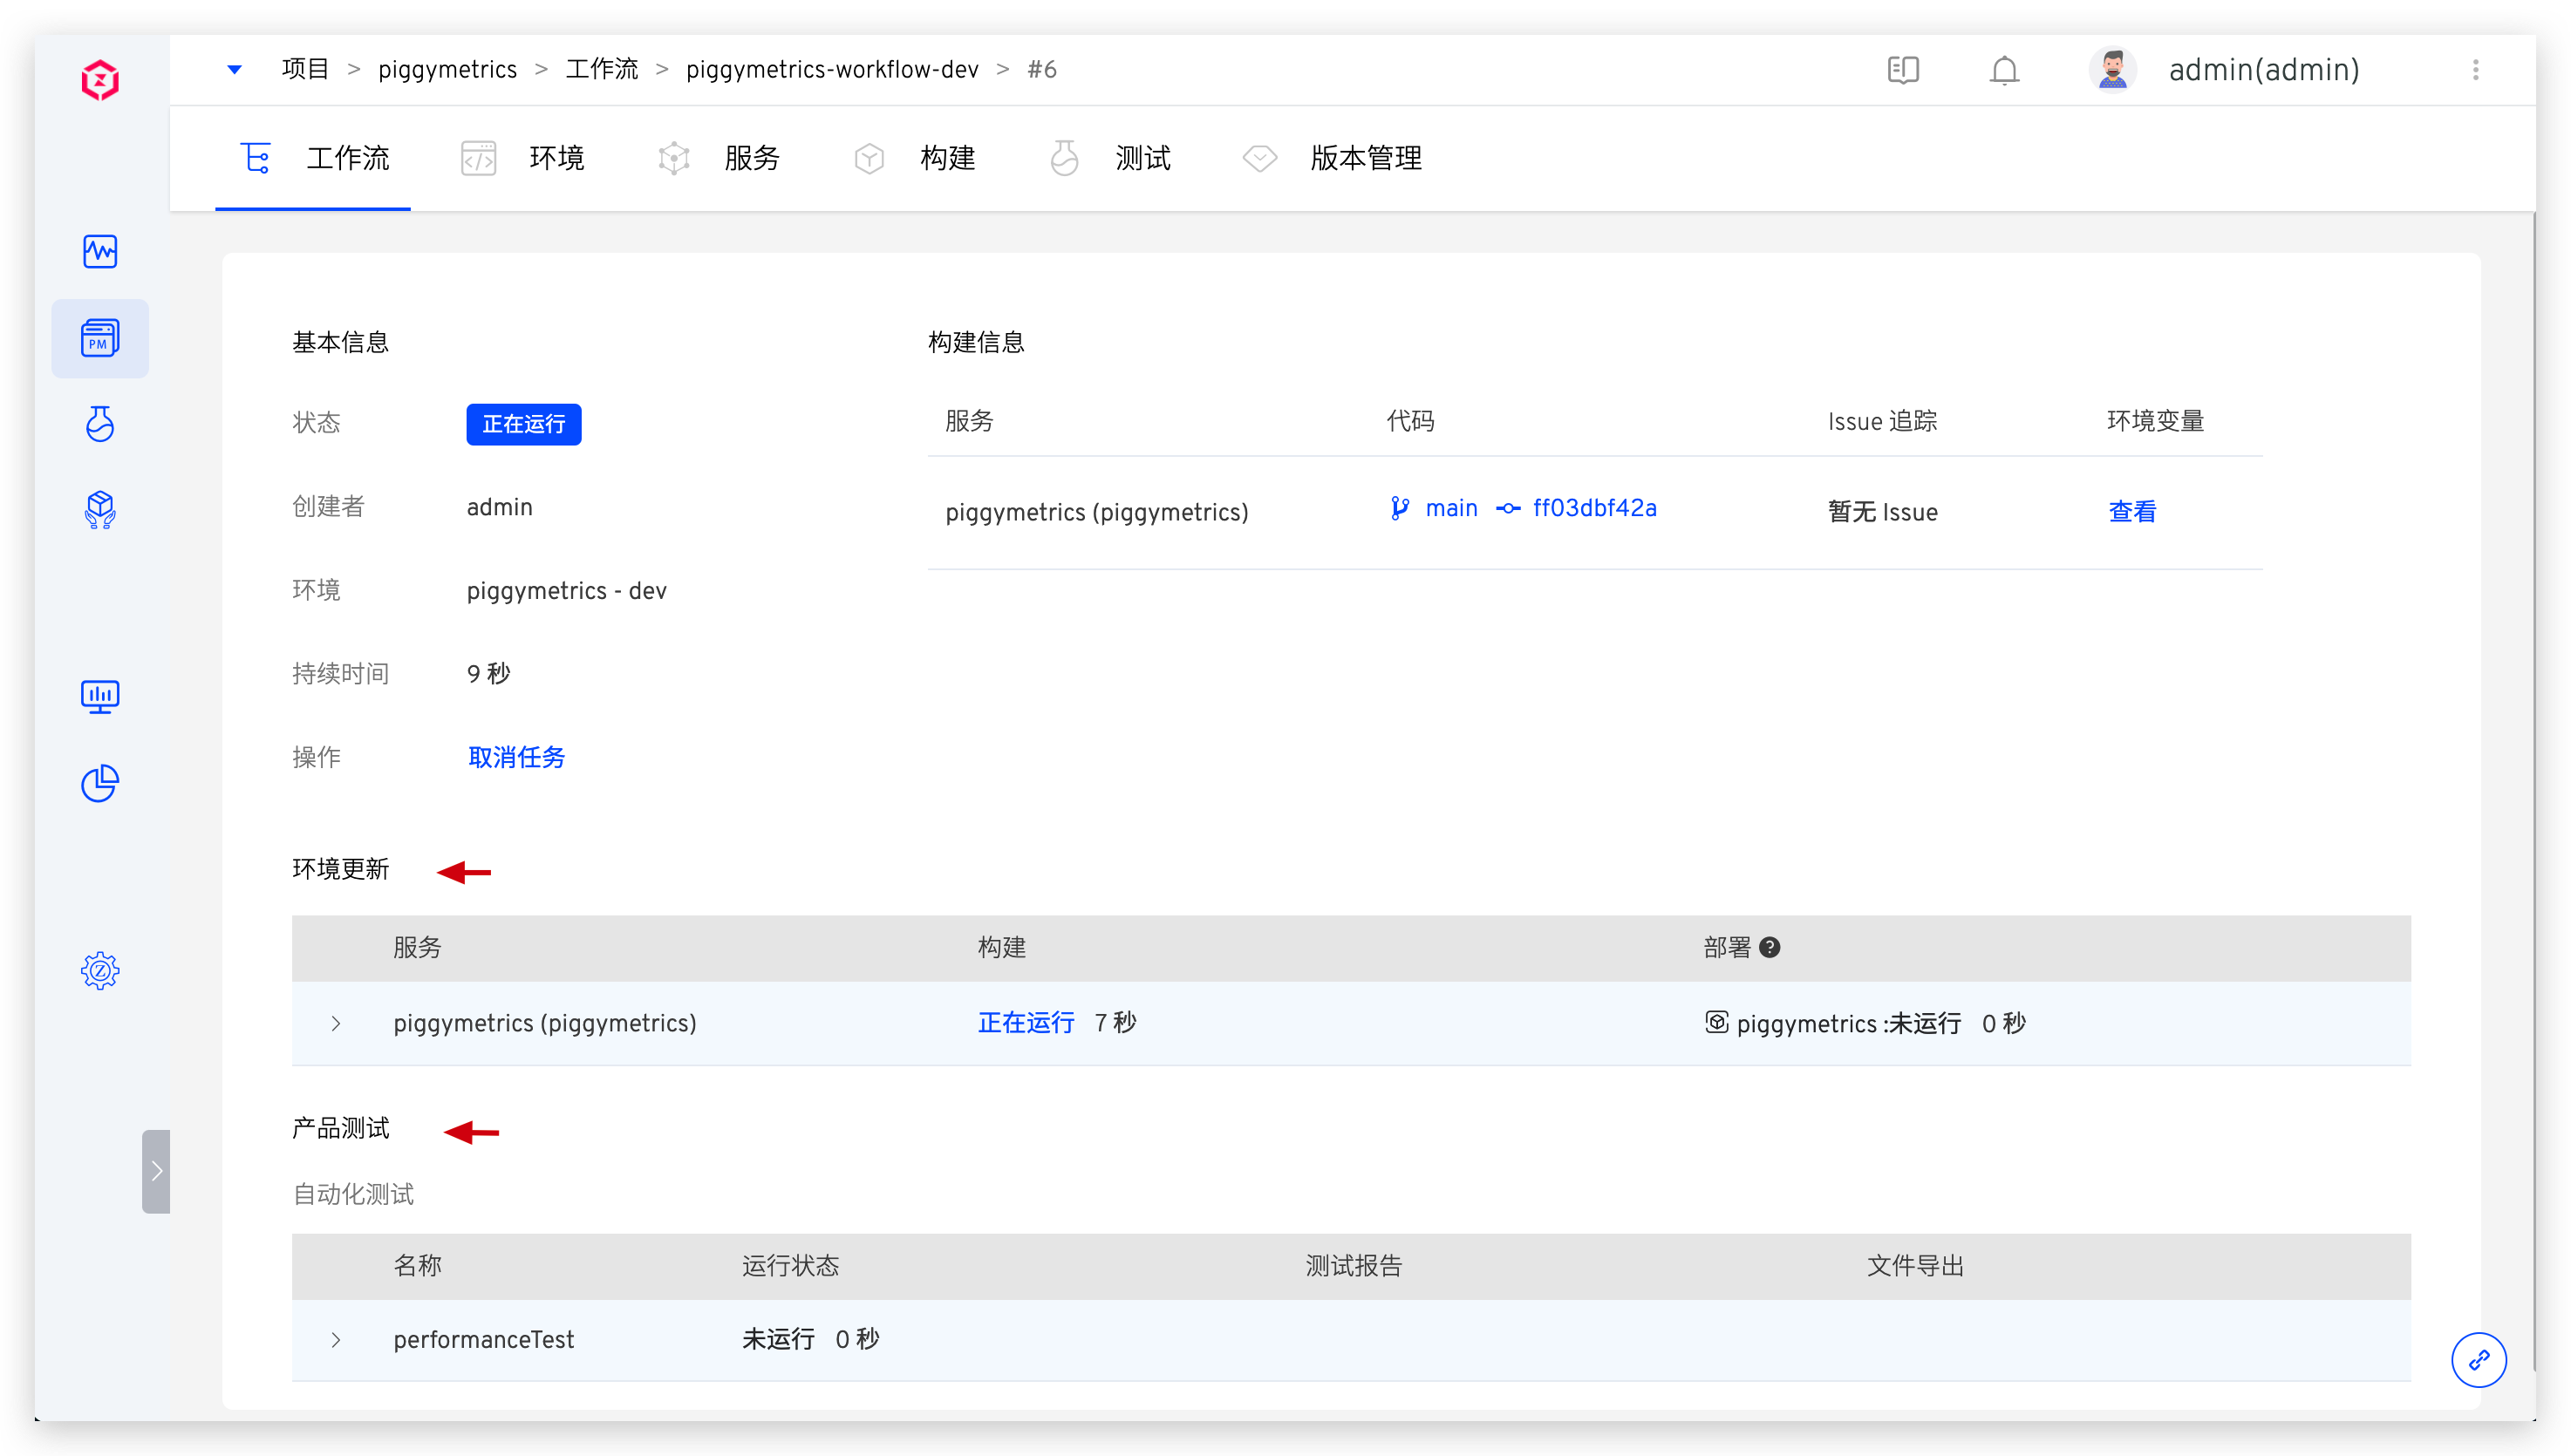 项目 > piggymetrics > 工作流 > piggymetrics-workflow-dev > #6
admin(admin)
工作流 环境 服务 构建 测试 版本管理
PM
基本信息
状态 正在运行
创建者 admin
环境 piggymetrics - dev
持续时间 9 秒
操作 取消任务
构建信息
服务 代码 Issue 追踪 环境变量
piggymetrics (piggymetrics) main ff03dbf42a 暂无 Issue 查看
环境更新
服务 构建 部署 ?
piggymetrics (piggymetrics) 正在运行 7 秒 piggymetrics :未运行 0 秒
产品测试
自动化测试
名称 运行状态 测试报告 文件导出
performanceTest 未运行 0 秒